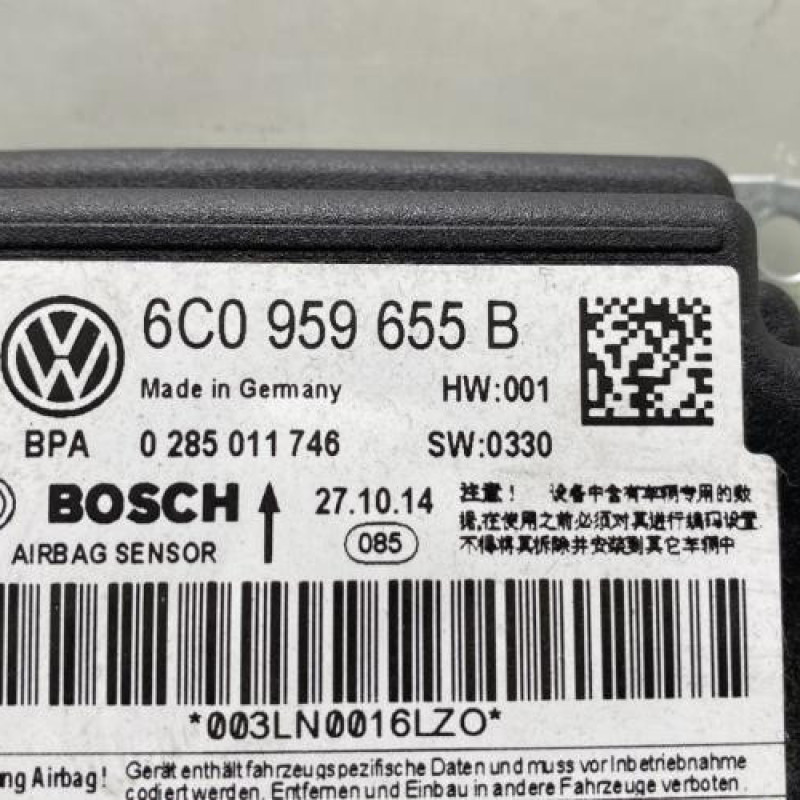 6C0 959 655 B
Made in Germany HW:001
BPA 0 285 011 746 SW:0330
BOSCH 27.10.14
AIRBAG SENSOR 085
注意! 设备中含有车辆专用的数
据,在使用之前必须对其进行编码设置
不得将其拆除并安装到其它车辆中
*003LN0016LZO*
Airbag! Gerät enthält fahrzeugspezifische Daten und muss vor Inbetriebnahme
codiert werden. Entfernen und Einbau in andere Fahrzeuge verboten.